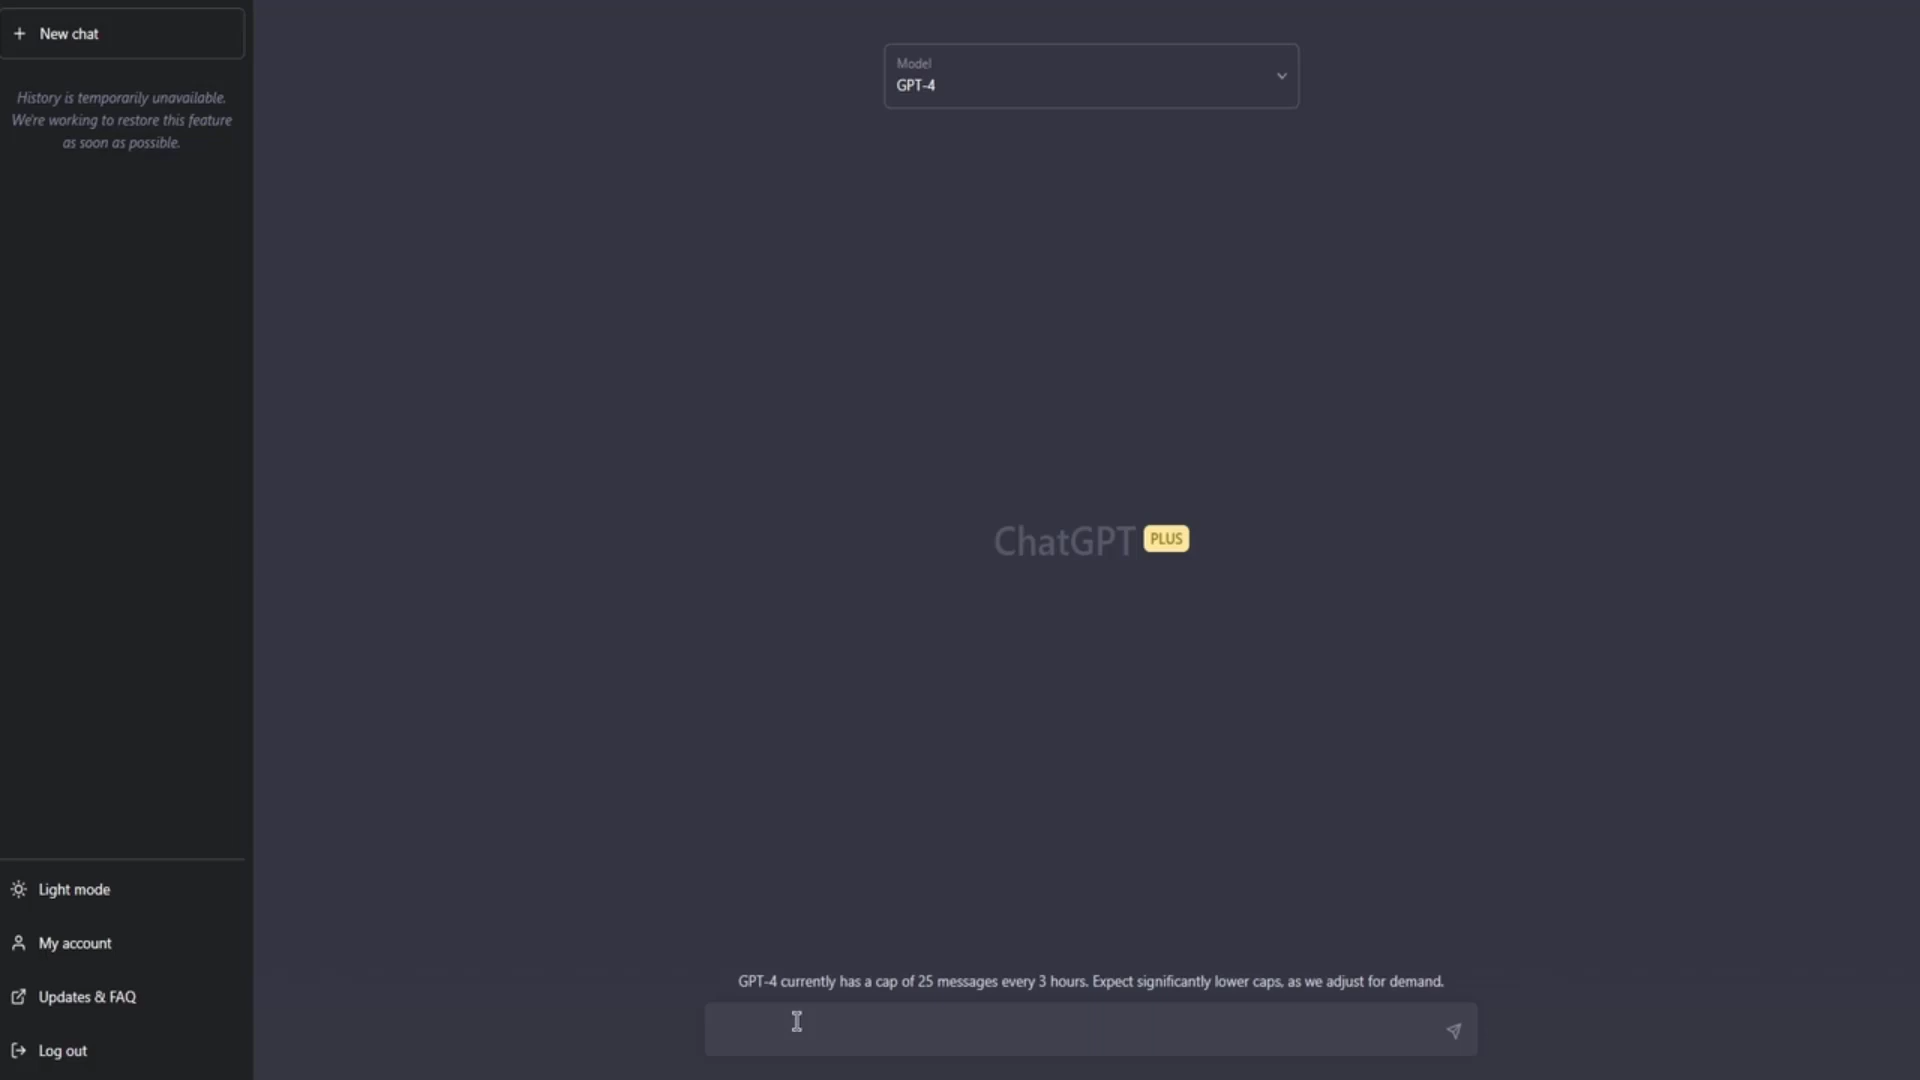 New chat
History is temporarily unavailable.
We're working to restore this feature
as soon as possible.
Model
GPT-4
ChatGPT PLUS
Light mode
My account
Updates & FAQ
Log out
GPT-4 currently has a cap of 25 messages every 3 hours. Expect significantly lower caps, as we adjust for demand.